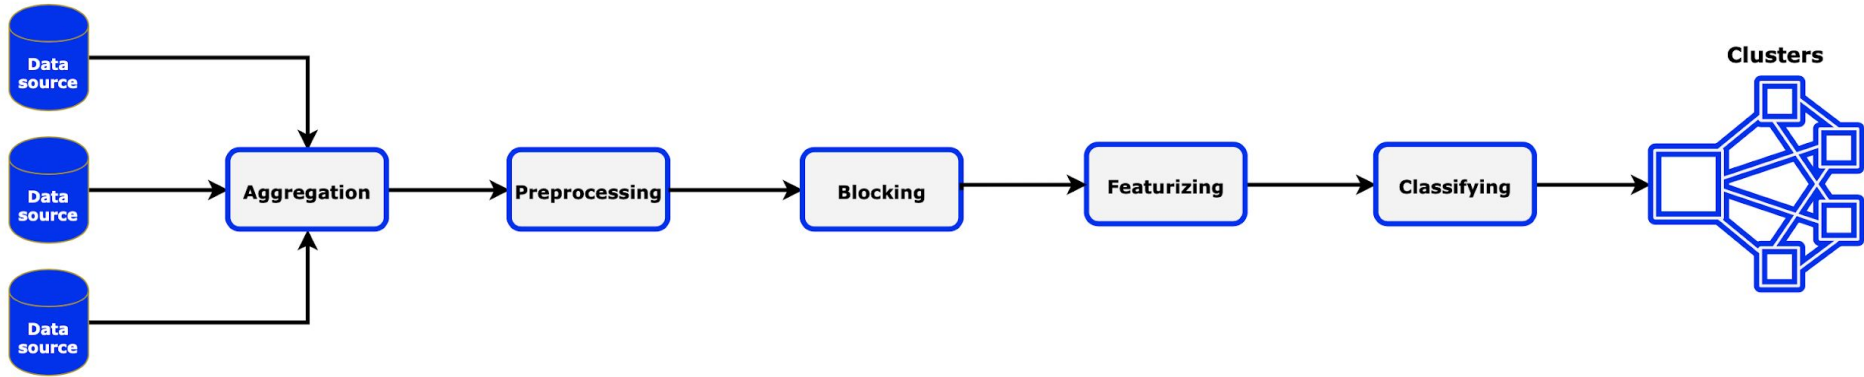 Data
source
Data
source
Data
source
Aggregation
Preprocessing
Blocking
Featurizing
Classifying
Clusters